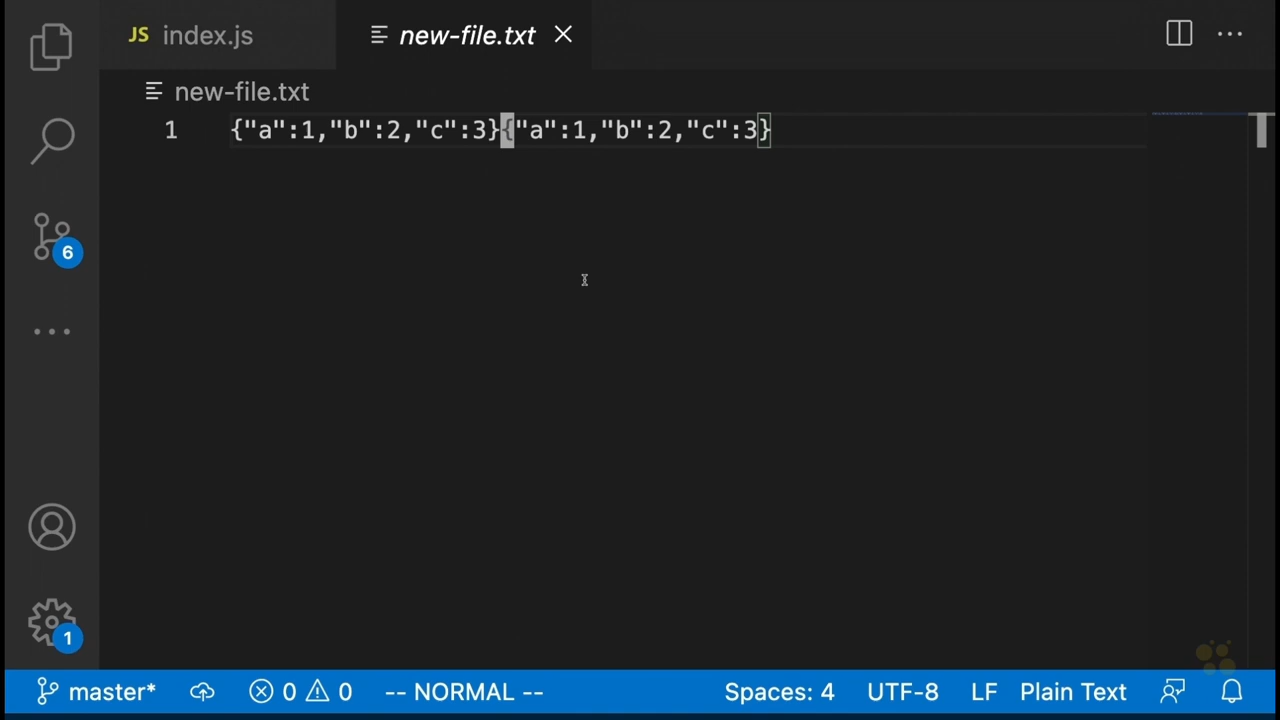 JS index.js
new-file.txt
new-file.txt
1 {"a":1,"b":2,"c":3}{"a":1,"b":2,"c":3}
6
1
master* 0 0 -- NORMAL -- Spaces: 4 UTF-8 LF Plain Text